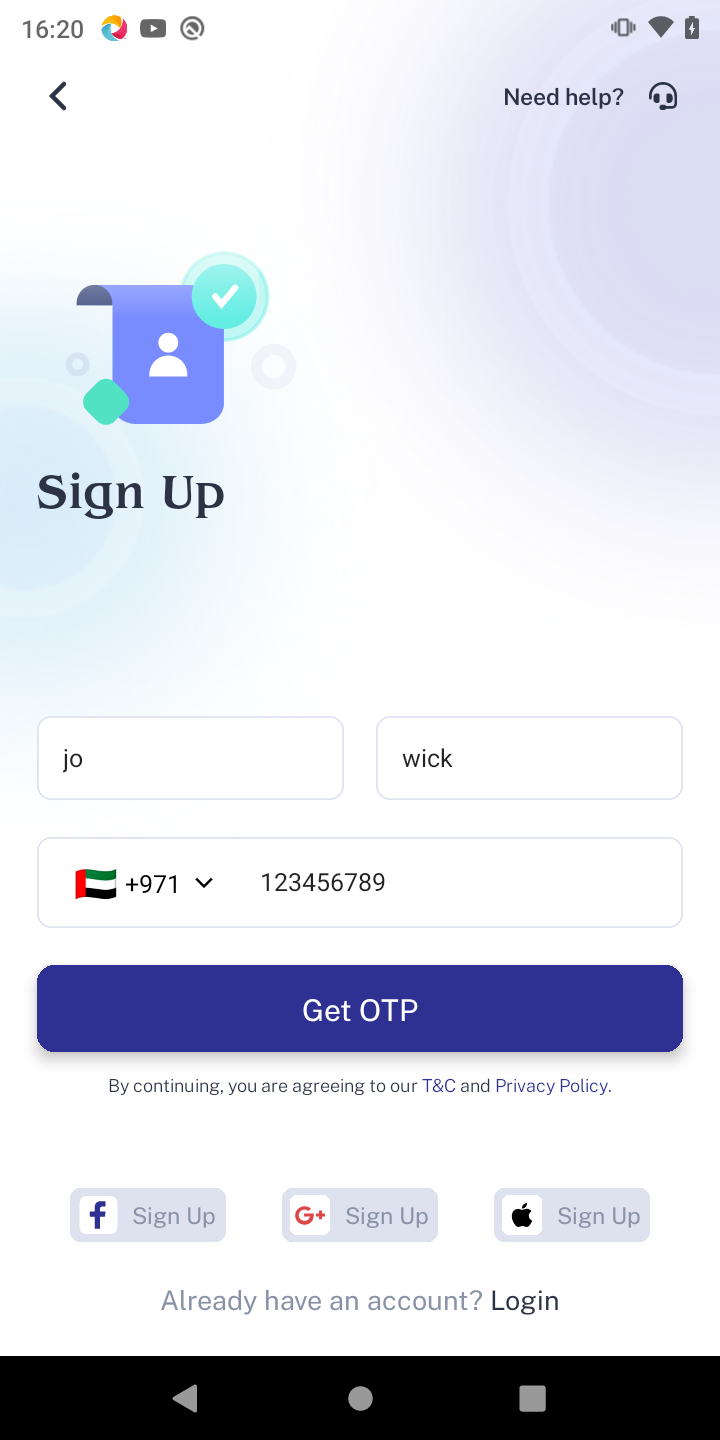 16:20
Need help?
Sign Up
jo
wick
+971
123456789
Get OTP
By continuing, you are agreeing to our T&C and Privacy Policy.
Sign Up
G+ Sign Up
Sign Up
Already have an account? Login